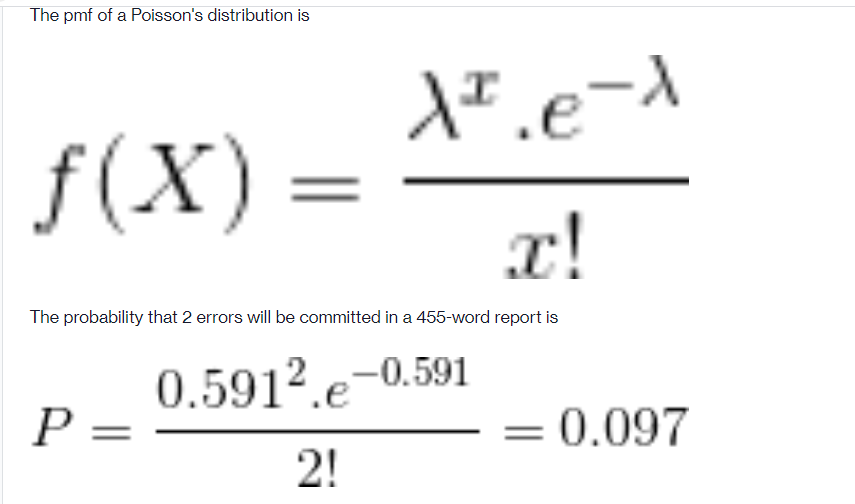 The pmf of a Poisson's distribution is
f(X) = λ^x.e^−λ / x!
The probability that 2 errors will be committed in a 455-word report is
P = 0.591^2.e^−0.591 / 2! = 0.097